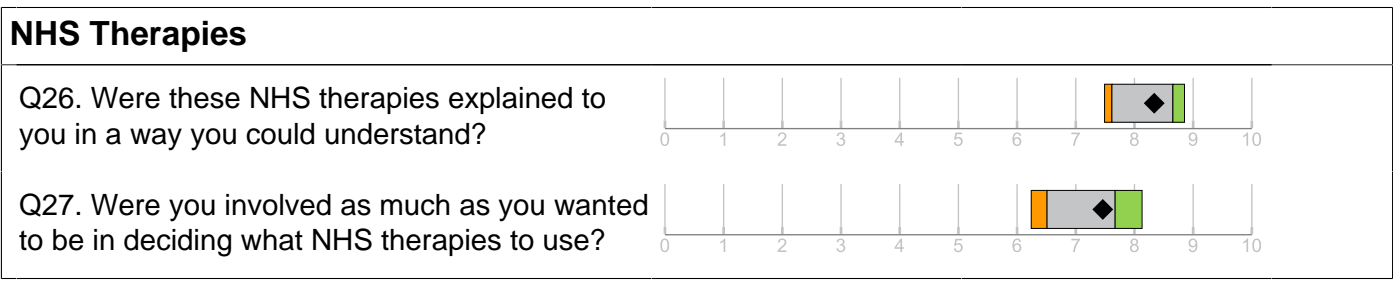 NHS Therapies
Q26. Were these NHS therapies explained to
you in a way you could understand?
0 1 2 3 4 5 6 7 8 9 10
Q27. Were you involved as much as you wanted
to be in deciding what NHS therapies to use?
0 1 2 3 4 5 6 7 8 9 10